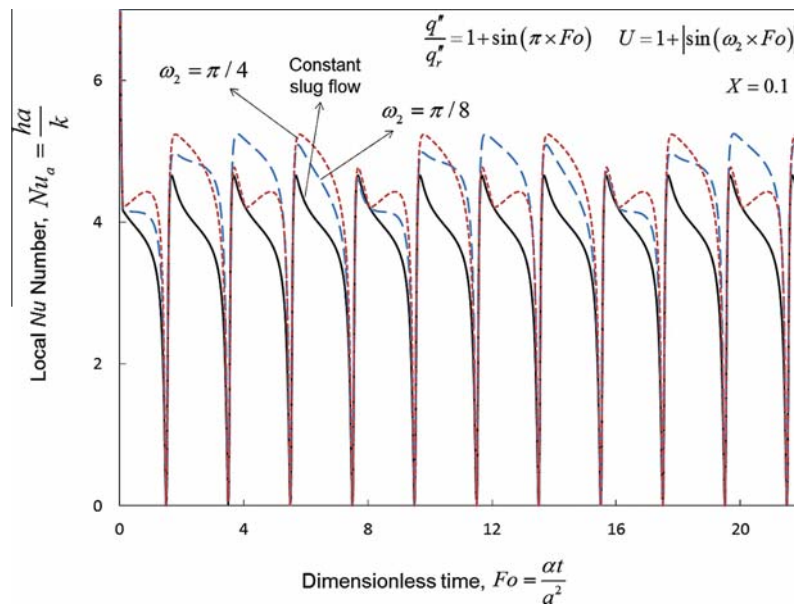 q″/q″r = 1 + sin(π × Fo) U = 1 + |sin(ω₂ × Fo)
X = 0.1
Constant
slug flow
ω₂ = π / 4
ω₂ = π / 8
Local Nu Number, Nuₐ = ha/k
6
4
2
0
0 4 8 12 16 20
Dimensionless time, Fo = αt/a²